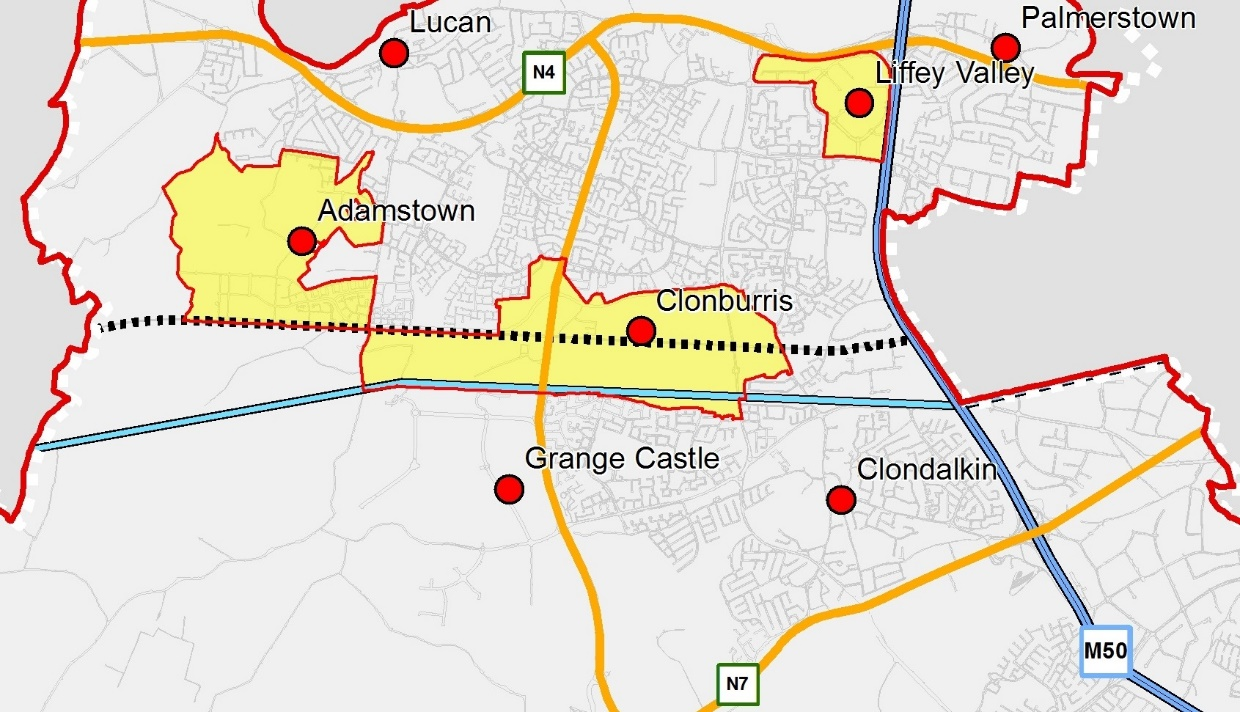 Palmerstown
Lucan
N4
Liffey Valley
Adamstown
Clonburris
Grange Castle
Clondalkin
M50
N7